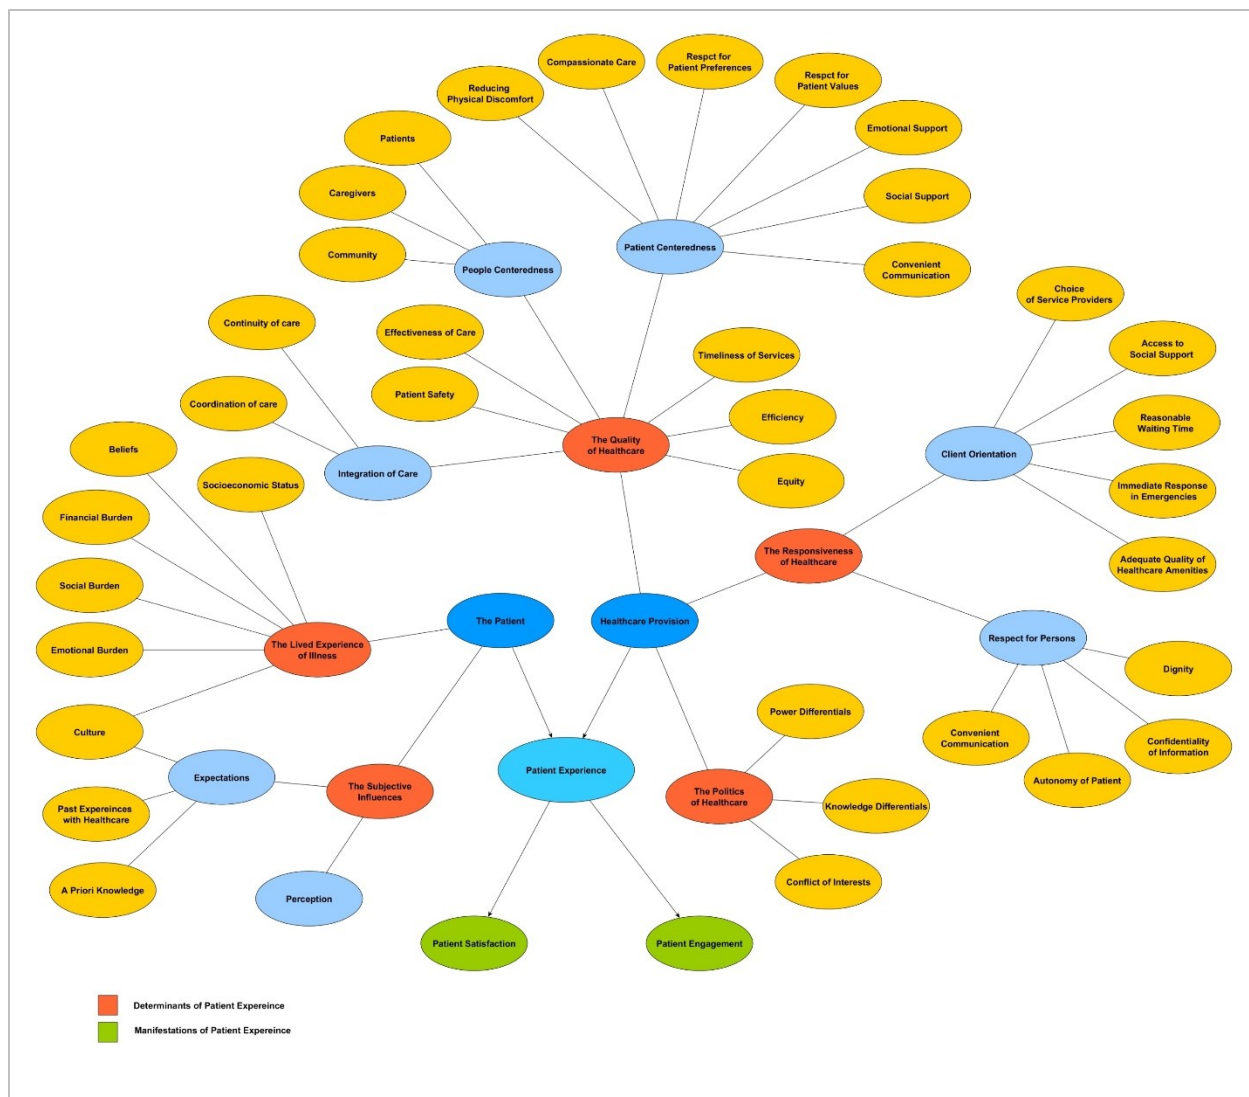 Compassionate Care
Respct for
Patient Preferences
Respct for
Patient Values
Reducing
Physical Discomfort
Emotional Support
Patients
Caregivers
Social Support
Community
People Centeredness
Patient Centeredness
Convenient
Communication
Choice
of Service Providers
Continuity of care
Effectiveness of Care
Timeliness of Services
Access to
Social Support
Coordination of care
Patient Safety
Efficiency
Reasonable
Waiting Time
Beliefs
Socioeconomic Status
Integration of Care
The Quality
of Healthcare
Equity
Client Orientation
Immediate Response
in Emergencies
Financial Burden
The Responsiveness
of Healthcare
Adequate Quality of
Healthcare Amenities
Social Burden
The Patient
Healthcare Provision
Emotional Burden
The Lived Experience
of Illness
Respect for Persons
Dignity
Culture
Power Differentials
Convenient
Communication
Confidentiality
of Information
Expectations
The Subjective
Influences
Patient Experience
The Politics
of Healthcare
Autonomy of Patient
Past Expereinces
with Healthcare
Knowledge Differentials
A Priori Knowledge
Perception
Conflict of Interests
Patient Satisfaction
Patient Engagement
Determinants of Patient Expereince
Manifestations of Patient Expereince